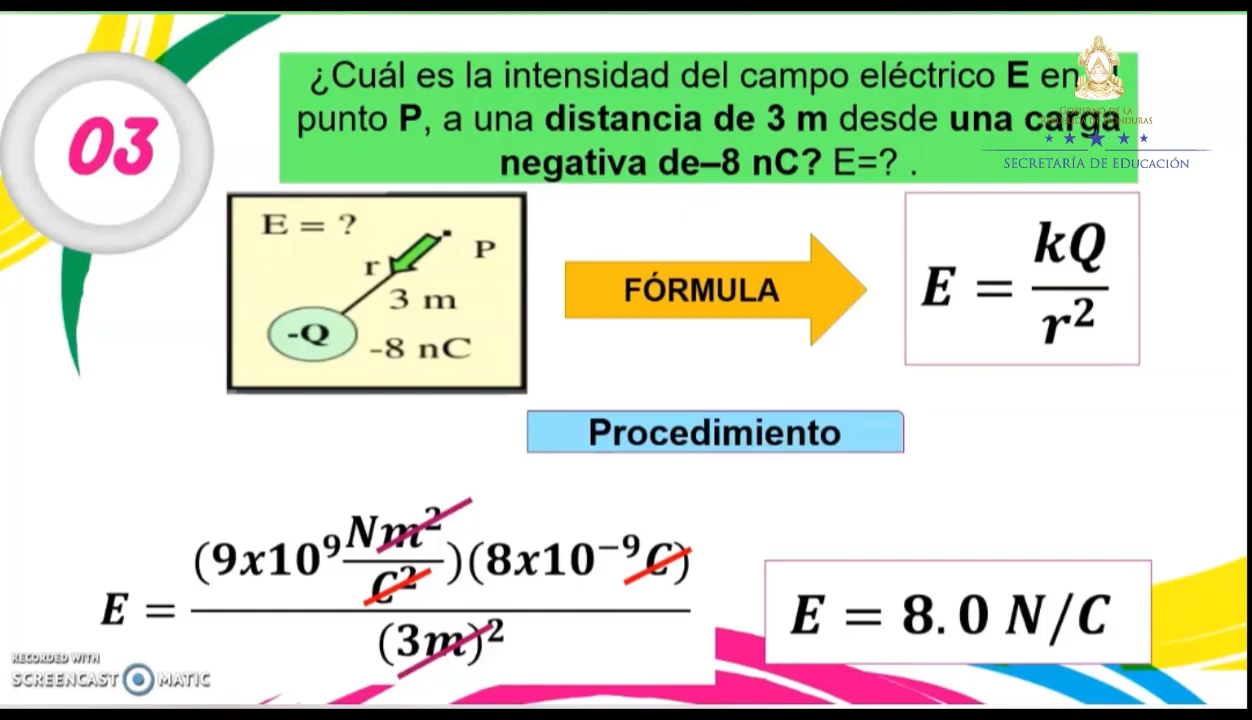 03
¿Cuál es la intensidad del campo eléctrico E en
punto P, a una distancia de 3 m desde una carga
negativa de–8 nC? E=? .
GOBIERNO DE LA
REPÚBLICA DE HONDURAS
SECRETARÍA DE EDUCACIÓN
E = ?
P
r
3 m
-Q
-8 nC
FÓRMULA
E = kQ / r²
Procedimiento
E = (9x10⁹ Nm²/C²)(8x10⁻⁹C) / (3m)²
E = 8.0 N/C
RECORDED WITH
SCREENCAST MATIC